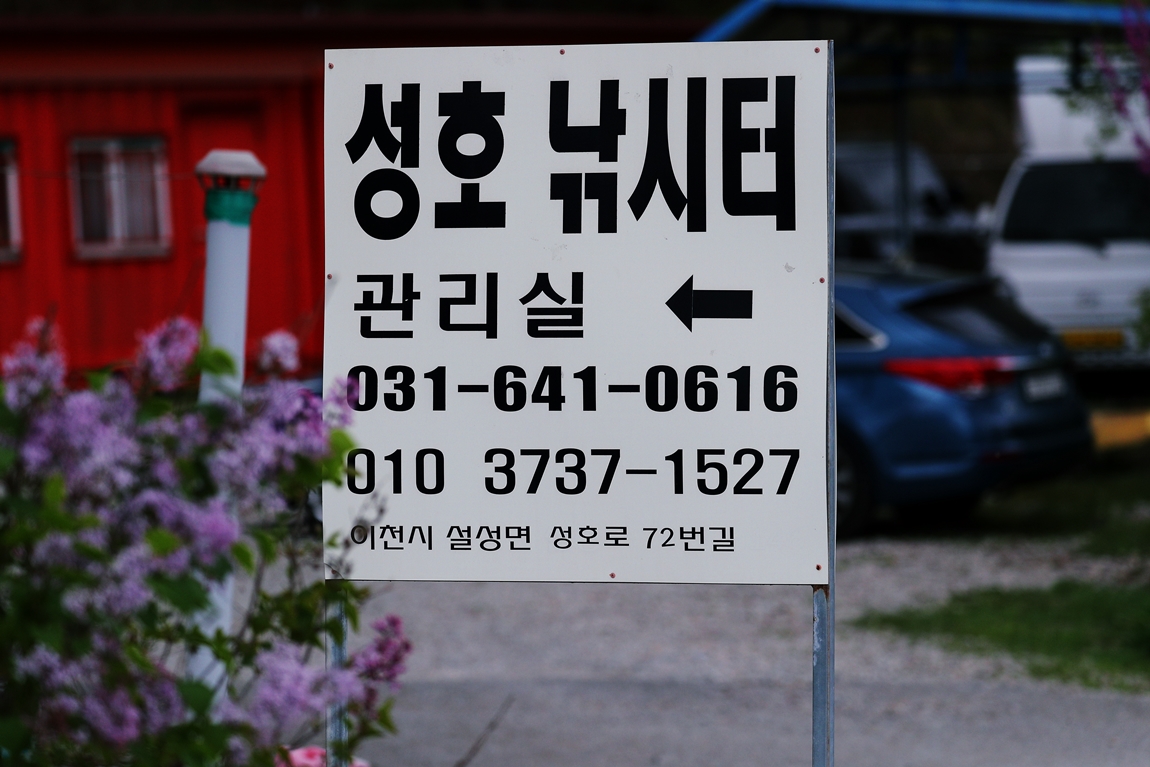 성호 낚시터
관리실 ←
031-641-0616
010 3737-1527
이천시 설성면 성호로 72번길